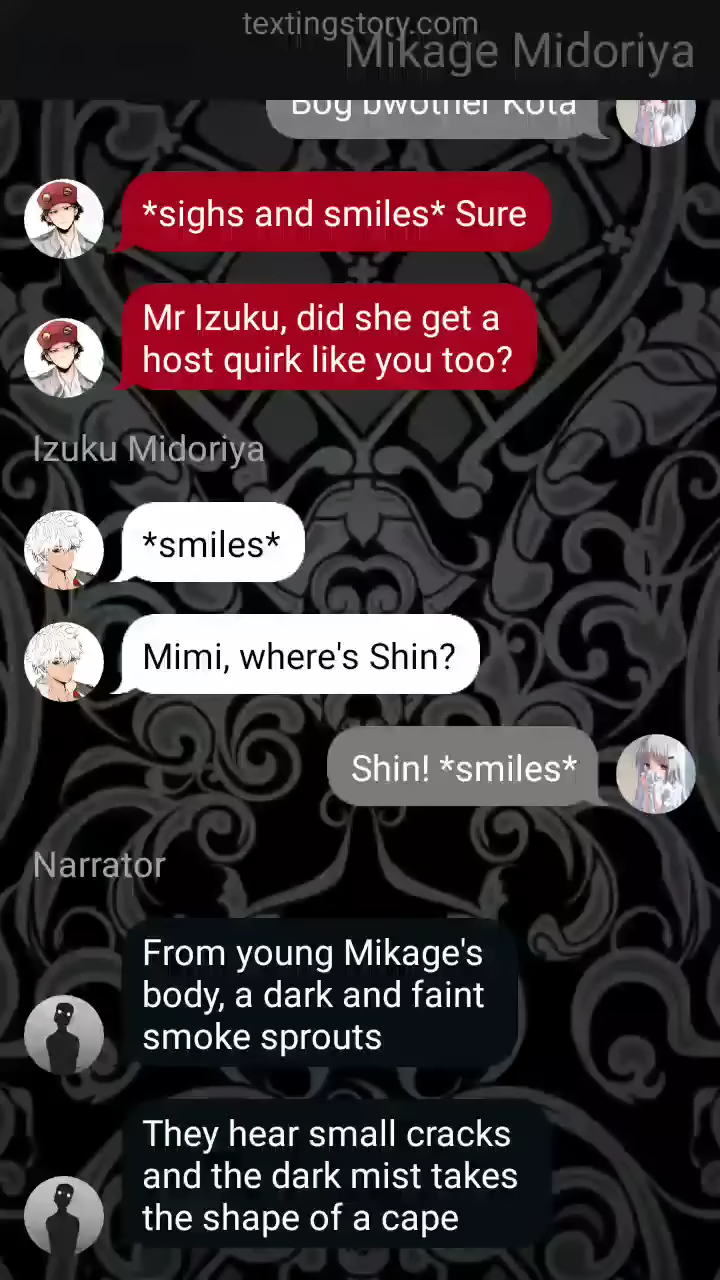 textingstory.com
Mikage Midoriya
Bog bwother Kota
*sighs and smiles* Sure
Mr Izuku, did she get a
host quirk like you too?
Izuku Midoriya
*smiles*
Mimi, where's Shin?
Shin! *smiles*
Narrator
From young Mikage's
body, a dark and faint
smoke sprouts
They hear small cracks
and the dark mist takes
the shape of a cape